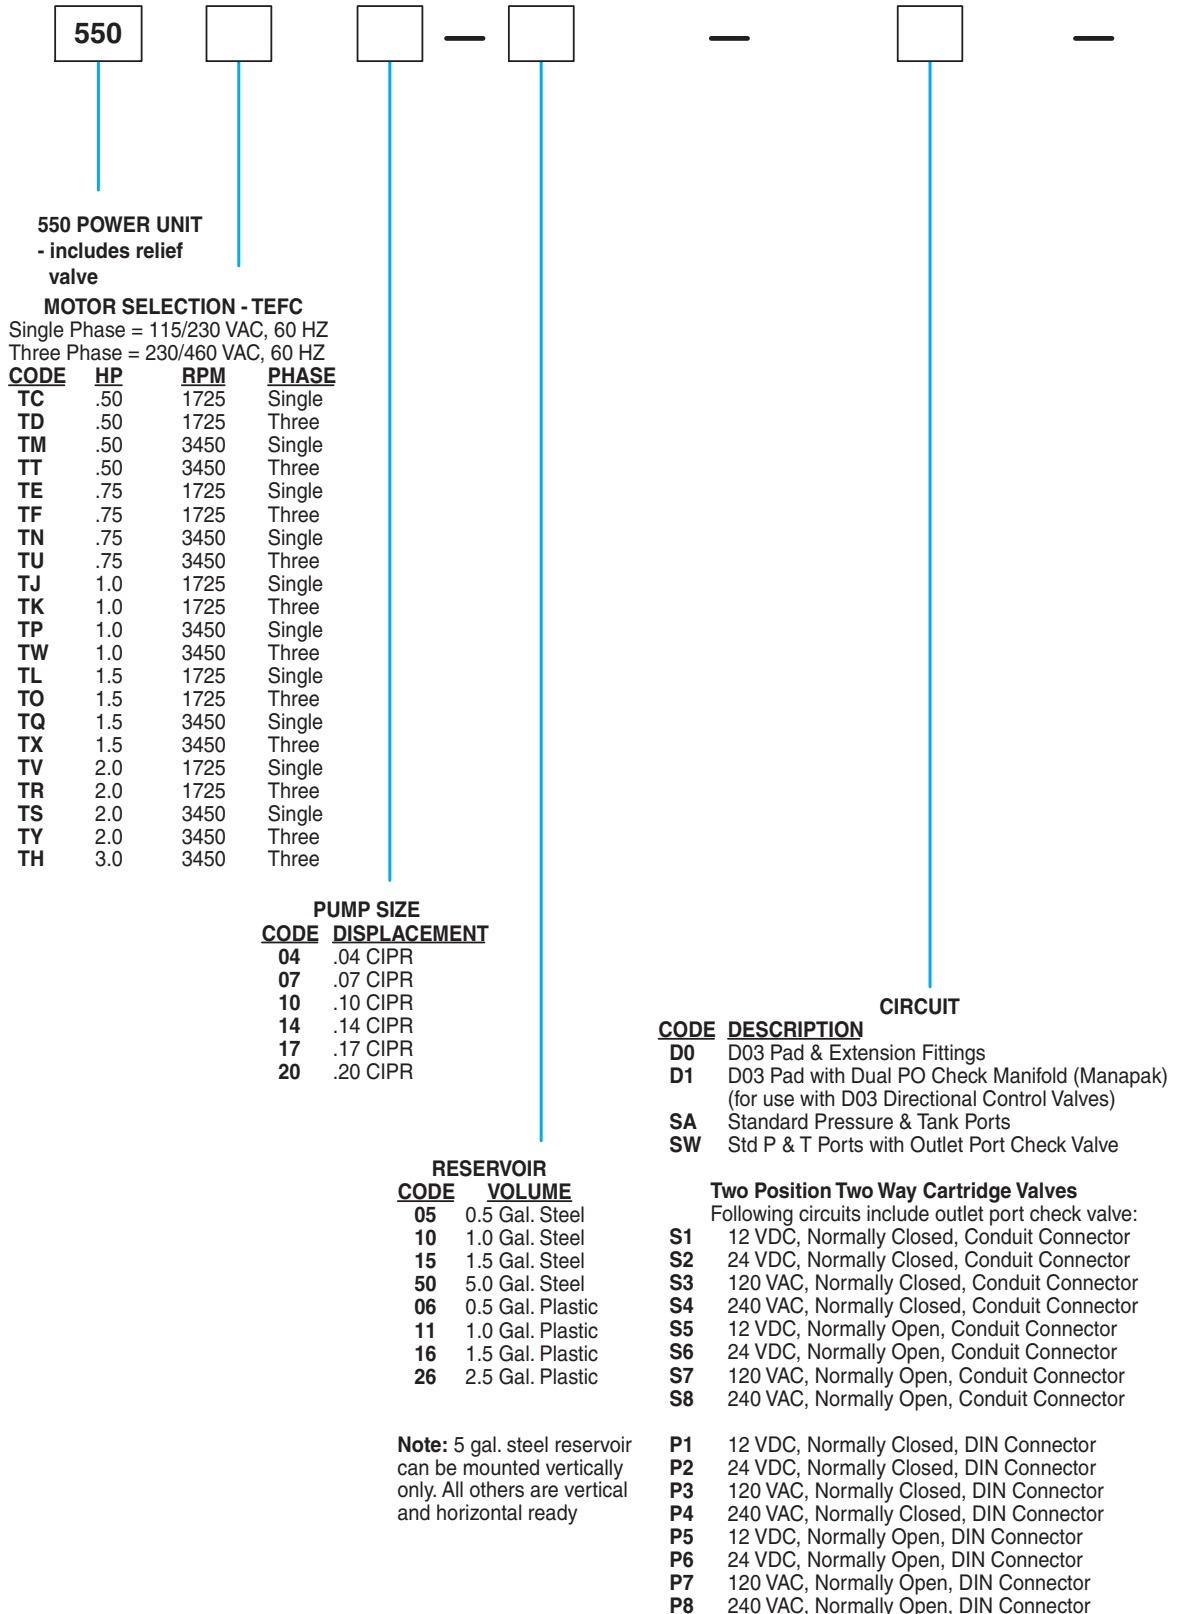 550
550 POWER UNIT
- includes relief
valve
MOTOR SELECTION - TEFC
Single Phase = 115/230 VAC, 60 HZ
Three Phase = 230/460 VAC, 60 HZ
CODE HP RPM PHASE
TC .50 1725 Single
TD .50 1725 Three
TM .50 3450 Single
TT .50 3450 Three
TE .75 1725 Single
TF .75 1725 Three
TN .75 3450 Single
TU .75 3450 Three
TJ 1.0 1725 Single
TK 1.0 1725 Three
TP 1.0 3450 Single
TW 1.0 3450 Three
TL 1.5 1725 Single
TO 1.5 1725 Three
TQ 1.5 3450 Single
TX 1.5 3450 Three
TV 2.0 1725 Single
TR 2.0 1725 Three
TS 2.0 3450 Single
TY 2.0 3450 Three
TH 3.0 3450 Three
PUMP SIZE
CODE DISPLACEMENT
04 .04 CIPR
07 .07 CIPR
10 .10 CIPR
14 .14 CIPR
17 .17 CIPR
20 .20 CIPR
RESERVOIR
CODE VOLUME
05 0.5 Gal. Steel
10 1.0 Gal. Steel
15 1.5 Gal. Steel
50 5.0 Gal. Steel
06 0.5 Gal. Plastic
11 1.0 Gal. Plastic
16 1.5 Gal. Plastic
26 2.5 Gal. Plastic
Note: 5 gal. steel reservoir
can be mounted vertically
only. All others are vertical
and horizontal ready
CIRCUIT
CODE DESCRIPTION
D0 D03 Pad & Extension Fittings
D1 D03 Pad with Dual PO Check Manifold (Manapak)
(for use with D03 Directional Control Valves)
SA Standard Pressure & Tank Ports
SW Std P & T Ports with Outlet Port Check Valve
Two Position Two Way Cartridge Valves
Following circuits include outlet port check valve:
S1 12 VDC, Normally Closed, Conduit Connector
S2 24 VDC, Normally Closed, Conduit Connector
S3 120 VAC, Normally Closed, Conduit Connector
S4 240 VAC, Normally Closed, Conduit Connector
S5 12 VDC, Normally Open, Conduit Connector
S6 24 VDC, Normally Open, Conduit Connector
S7 120 VAC, Normally Open, Conduit Connector
S8 240 VAC, Normally Open, Conduit Connector
P1 12 VDC, Normally Closed, DIN Connector
P2 24 VDC, Normally Closed, DIN Connector
P3 120 VAC, Normally Closed, DIN Connector
P4 240 VAC, Normally Closed, DIN Connector
P5 12 VDC, Normally Open, DIN Connector
P6 24 VDC, Normally Open, DIN Connector
P7 120 VAC, Normally Open, DIN Connector
P8 240 VAC, Normally Open, DIN Connector